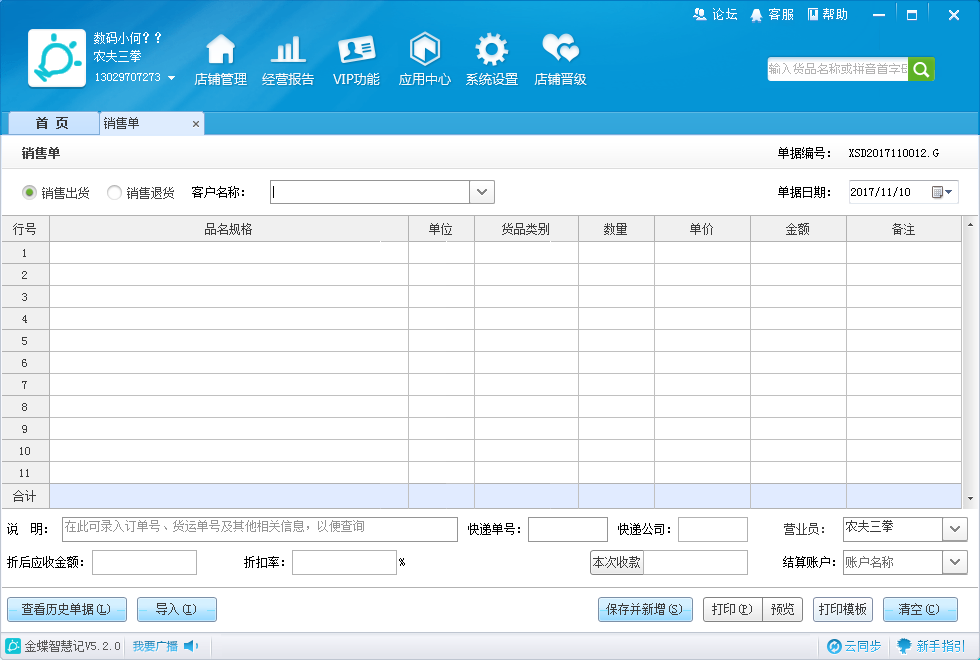 论坛 客服 帮助
数码小何？？
农夫三拳
13029707273
店铺管理 经营报告 VIP功能 应用中心 系统设置 店铺晋级
输入货品名称或拼音首字母
首 页 销售单 ×
销售单 单据编号： XSD2017110012.G
销售出货 销售退货 客户名称： 单据日期： 2017/11/10
行号 品名规格 单位 货品类别 数量 单价 金额 备注
1
2
3
4
5
6
7
8
9
10
11
合计
说 明： 在此可录入订单号、货运单号及其他相关信息，以便查询 快递单号： 快递公司： 营业员： 农夫三拳
折后应收金额： 折扣率： % 本次收款 结算账户： 账户名称
查看历史单据(L) 导入(I) 保存并新增(S) 打印(P) 预览 打印模板 清空(C)
金蝶智慧记V5.2.0 我要广播 云同步 新手指引